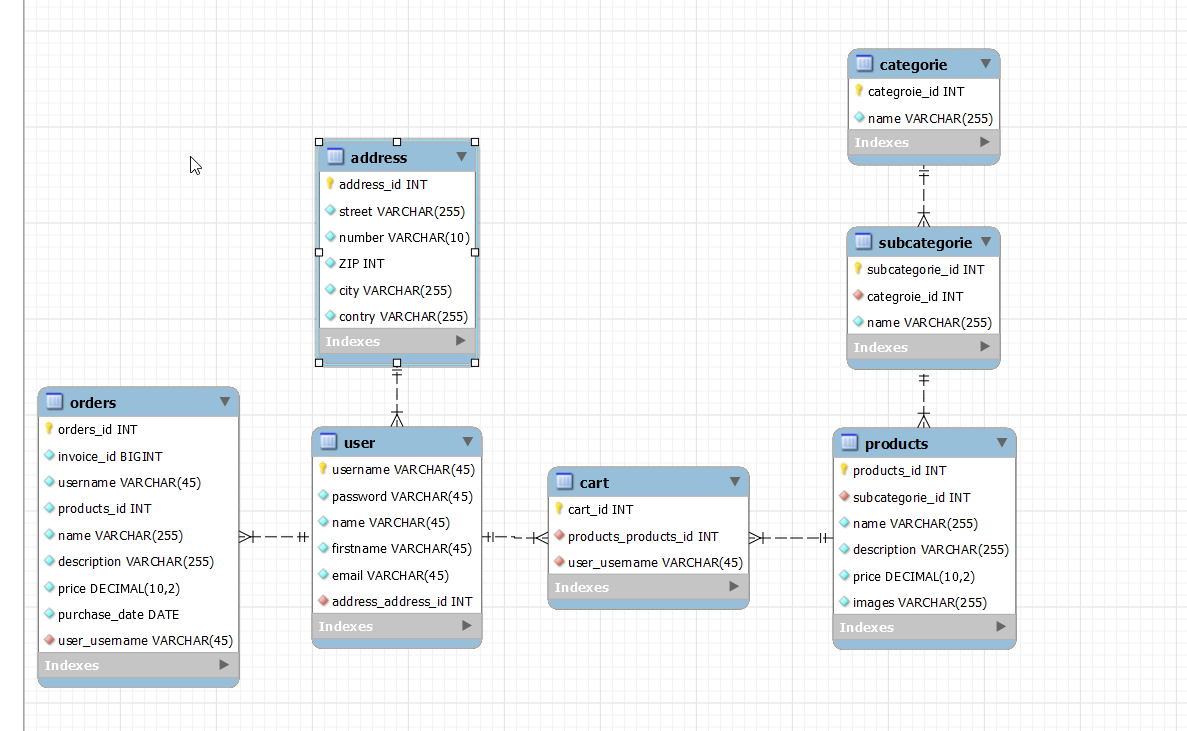 categorie
categroie_id INT
name VARCHAR(255)
Indexes
address
address_id INT
street VARCHAR(255)
number VARCHAR(10)
ZIP INT
city VARCHAR(255)
contry VARCHAR(255)
Indexes
subcategorie
subcategorie_id INT
categroie_id INT
name VARCHAR(255)
Indexes
orders
orders_id INT
invoice_id BIGINT
username VARCHAR(45)
products_id INT
name VARCHAR(255)
description VARCHAR(255)
price DECIMAL(10,2)
purchase_date DATE
user_username VARCHAR(45)
Indexes
user
username VARCHAR(45)
password VARCHAR(45)
name VARCHAR(45)
firstname VARCHAR(45)
email VARCHAR(45)
address_address_id INT
Indexes
cart
cart_id INT
products_products_id INT
user_username VARCHAR(45)
Indexes
products
products_id INT
subcategorie_id INT
name VARCHAR(255)
description VARCHAR(255)
price DECIMAL(10,2)
images VARCHAR(255)
Indexes